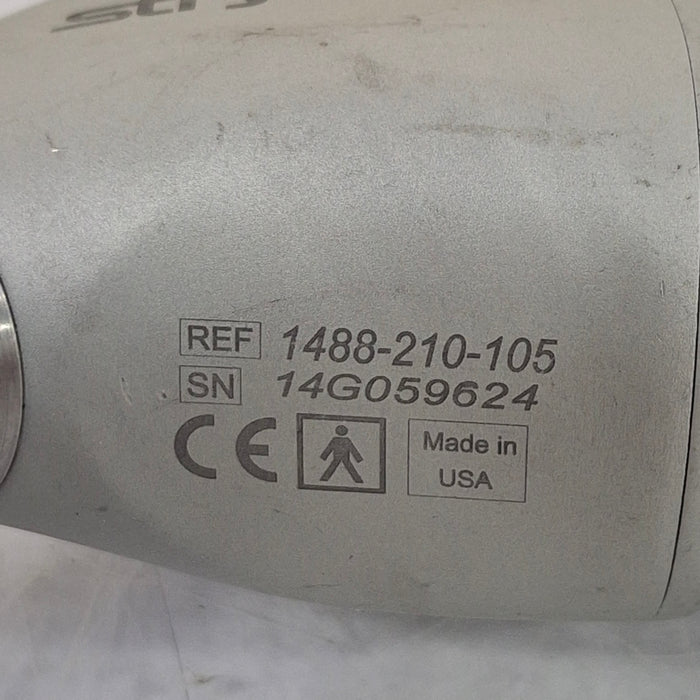 REF 1488-210-105
SN 14G059624
CE
Made in
USA